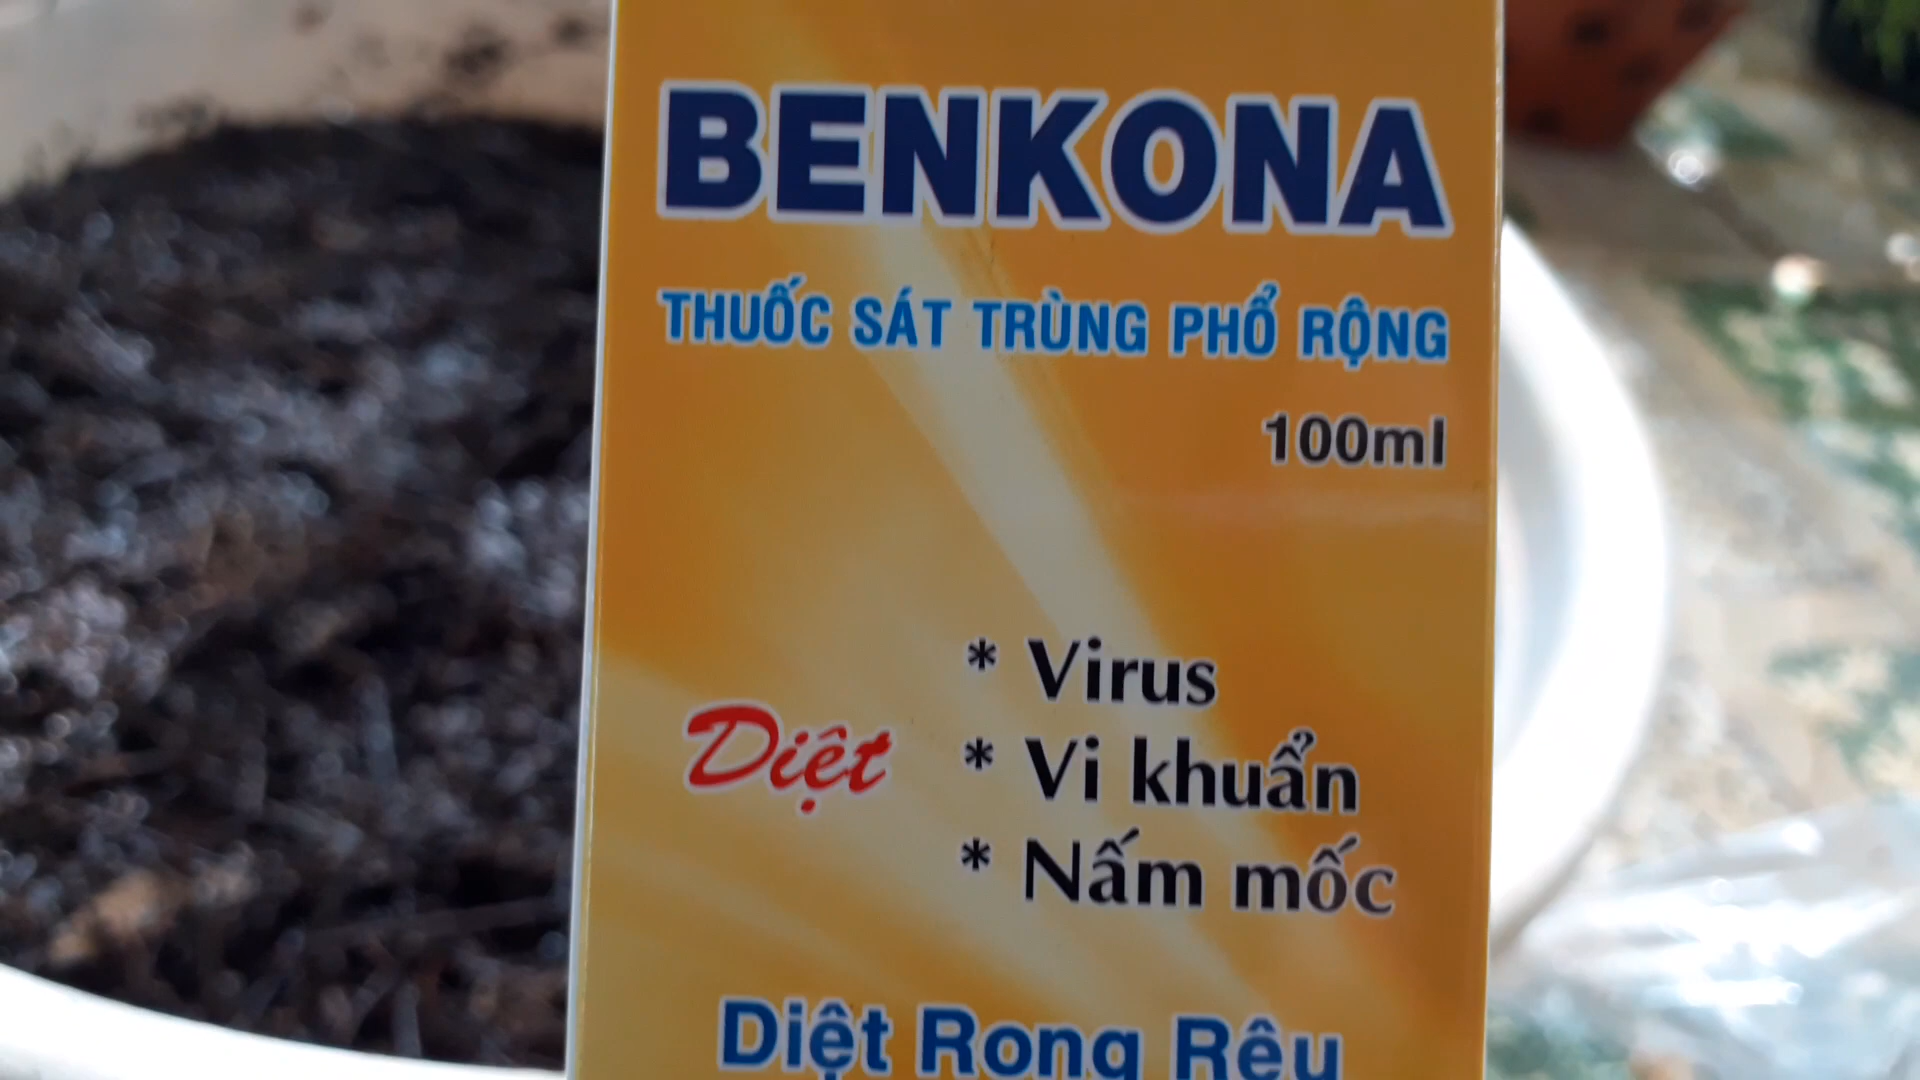 BENKONA
THUỐC SÁT TRÙNG PHỔ RỘNG
100ml
* Virus
Diệt * Vi khuẩn
* Nấm mốc
Diệt Rong Rêu